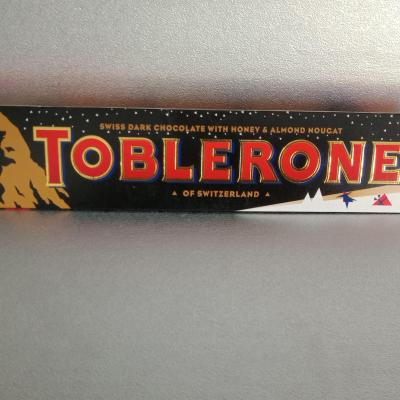 SWISS DARK CHOCOLATE WITH HONEY & ALMOND NOUGAT
TOBLERONE
OF SWITZERLAND